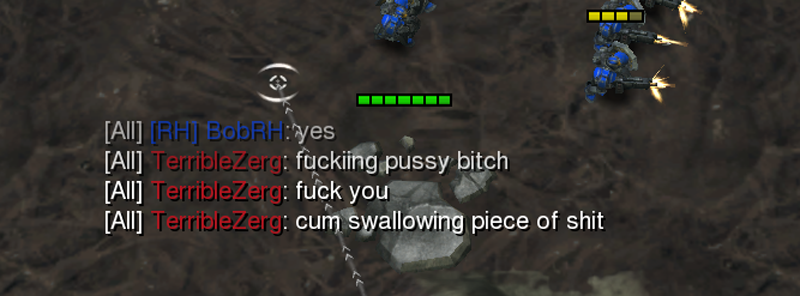 [All] [RH] BobRH: yes
[All] TerribleZerg: fuckiing pussy bitch
[All] TerribleZerg: fuck you
[All] TerribleZerg: cum swallowing piece of shit